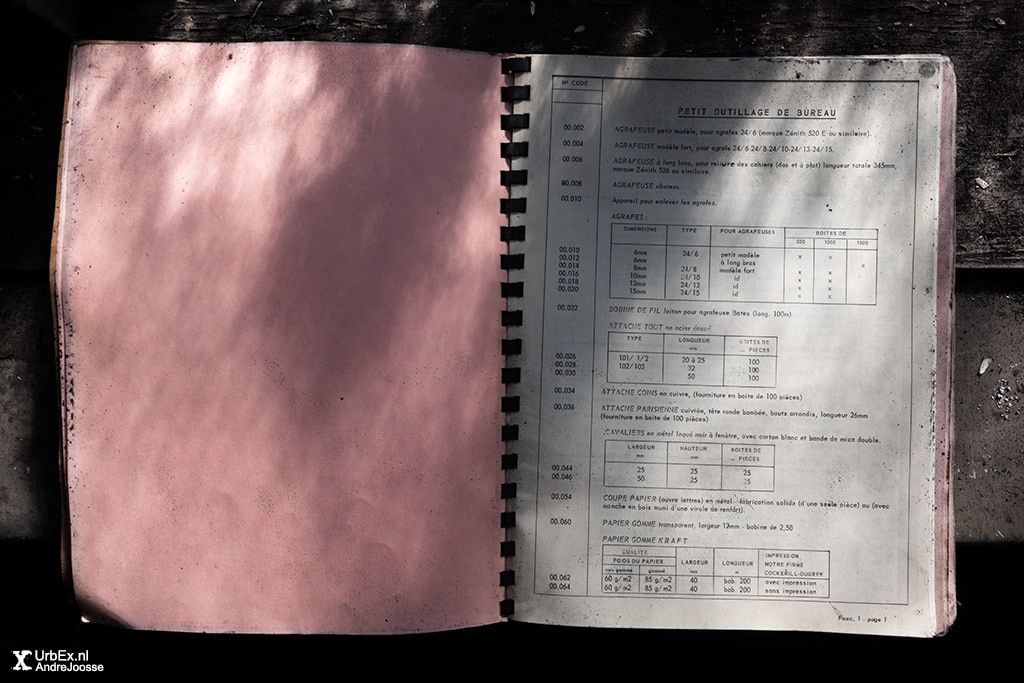 N° CODE
PETIT OUTILLAGE DE BUREAU
00.002 AGRAFEUSE petit modèle, pour agrafes 24/6 (marque Zénith 520 E ou similaire).
00.004 AGRAFEUSE modèle fort, pour agrafe 24/6-24/8-24/10-24/13-24/15.
00.006 AGRAFEUSE à long bras, pour reliure des cahiers (dos et à plat) longueur totale 345mm,
marque Zénith 526 ou similaire.
00.008 AGRAFEUSE «Bates».
00.010 Appareil pour enlever les agrafes.
AGRAFES :
DIMENSIONS TYPE POUR AGRAFEUSES BOITES DE
500 1000 1500
00.010 6mm 24/6 petit modèle x x
00.012 6mm à long bras
00.014 8mm 24/8 modèle fort x x x
00.016 10mm 24/10 id x x
00.018 13mm 24/13 id x x
00.020 15mm 24/15 id x x
00.022 BOBINE DE FIL laiton pour agrafeuse Bates (long. 100m)
ATTACHE TOUT en acier étamé
TYPE LONGUEUR BOITES DE
mm PIÈCES
00.026 101/ 1/2 20 à 25 100
00.028 102/103 32 100
00.030 50 100
00.034 ATTACHE COINS en cuivre, (fourniture en boite de 100 pièces)
00.036 ATTACHE PARISIENNE cuivrée, tête ronde bombée, bouts arrondis, longueur 26mm
(fourniture en boite de 100 pièces)
CAVALIERS en métal laqué noir à fenêtre, avec carton blanc et bande de mica double.
LARGEUR HAUTEUR BOITES DE
mm mm PIÈCES
00.044 25 25 25
00.046 50 25 25
00.054 COUPE PAPIER (ouvre lettres) en métal - fabrication solide (d'une seule pièce) ou (avec
manche en bois muni d'une virole de renfort).
00.060 PAPIER GOMME transparent, largeur 12mm - bobine de 2,50
PAPIER GOMME KRAFT
QUALITE LARGEUR LONGUEUR IMPRESSION
POIDS DU PAPIER NOTRE FIRME
non gommé gommé mm m COCKERILL-OUGREE
00.062 60 g/m2 85 g/m2 40 bob. 200 avec impression
00.064 60 g/m2 85 g/m2 40 bob. 200 sans impression
Fasc. 1 - page 1
UrbEx.nl
AndreJoosse